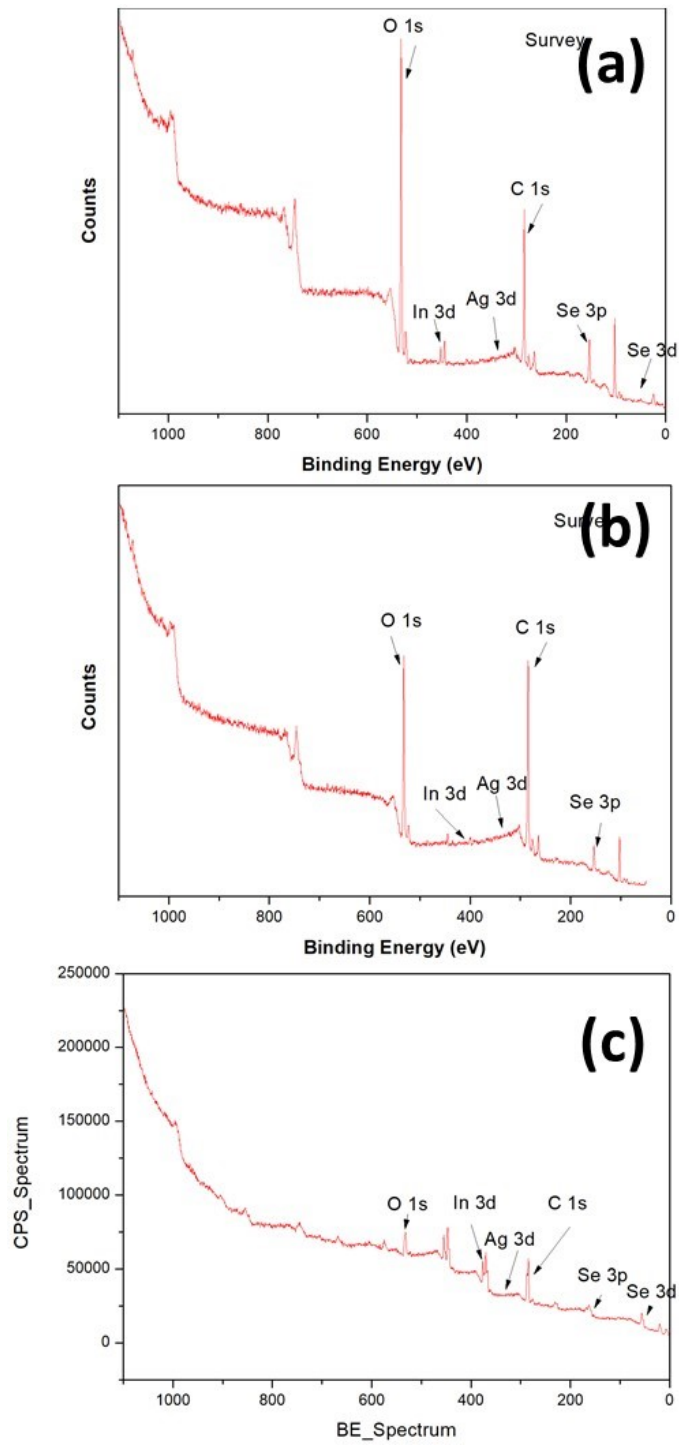 O 1s
Survey
(a)
C 1s
In 3d
Ag 3d
Se 3p
Se 3d
Counts
1000
800
600
400
200
0
Binding Energy (eV)
(b)
O 1s
C 1s
In 3d
Ag 3d
Se 3p
Counts
1000
800
600
400
200
0
Binding Energy (eV)
250000
200000
150000
100000
50000
0
(c)
O 1s
In 3d
Ag 3d
C 1s
Se 3p
Se 3d
CPS_Spectrum
1000
800
600
400
200
0
BE_Spectrum